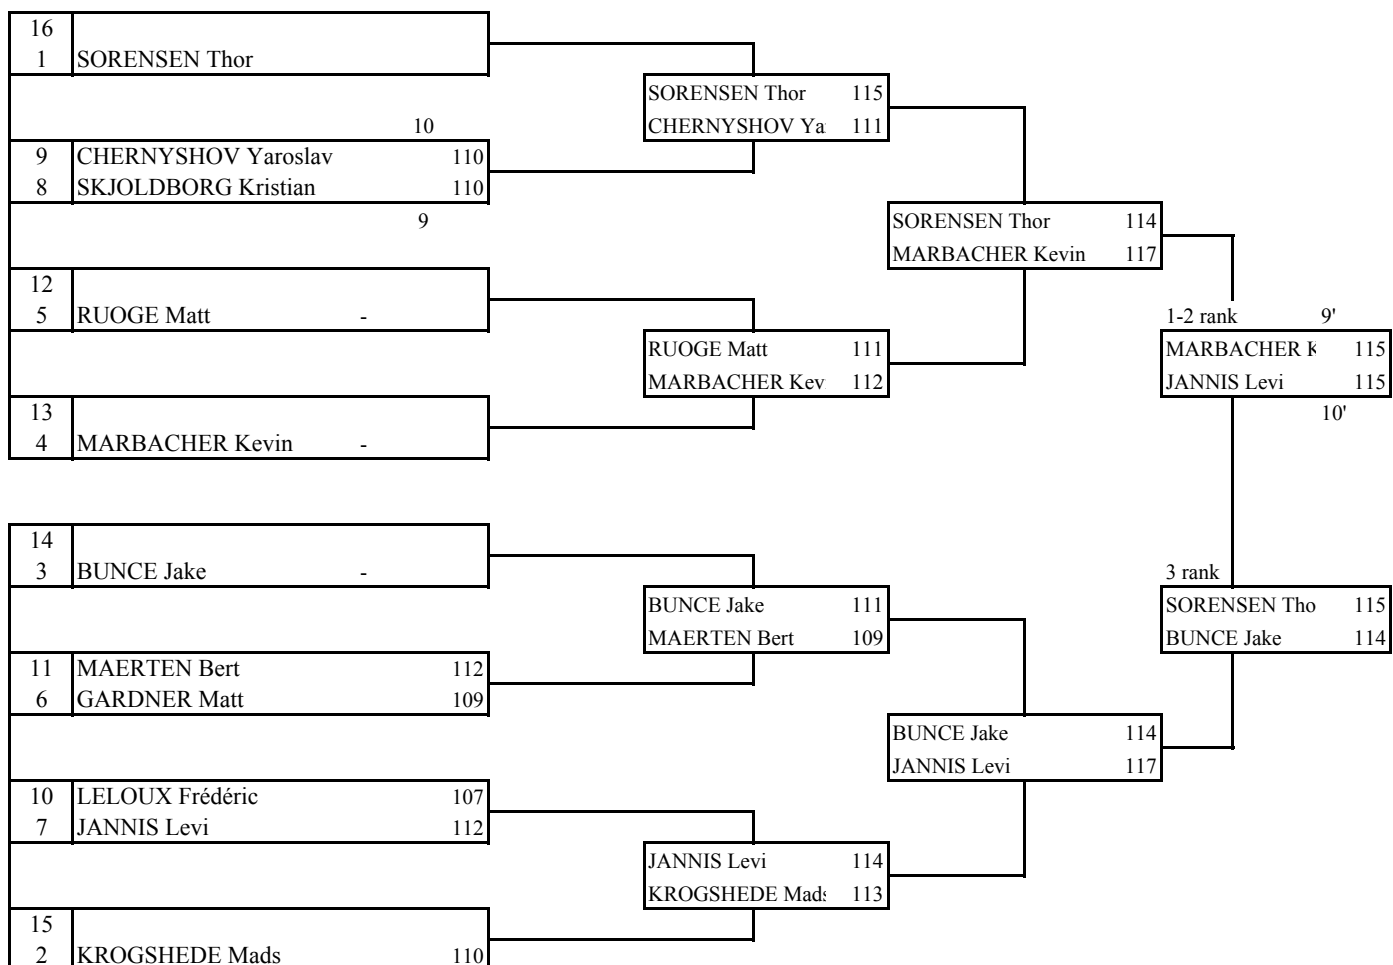 16
1 SORENSEN Thor
SORENSEN Thor 115
CHERNYSHOV Ya 111
10
9 CHERNYSHOV Yaroslav 110
8 SKJOLDBORG Kristian 110
9
SORENSEN Thor 114
MARBACHER Kevin 117
12
5 RUOGE Matt -
1-2 rank 9'
RUOGE Matt 111
MARBACHER Kev 112
MARBACHER K 115
JANNIS Levi 115
10'
13
4 MARBACHER Kevin -
14
3 BUNCE Jake -
3 rank
BUNCE Jake 111
MAERTEN Bert 109
SORENSEN Tho 115
BUNCE Jake 114
11 MAERTEN Bert 112
6 GARDNER Matt 109
BUNCE Jake 114
JANNIS Levi 117
10 LELOUX Frédéric 107
7 JANNIS Levi 112
JANNIS Levi 114
KROGSHEDE Mads 113
15
2 KROGSHEDE Mads 110